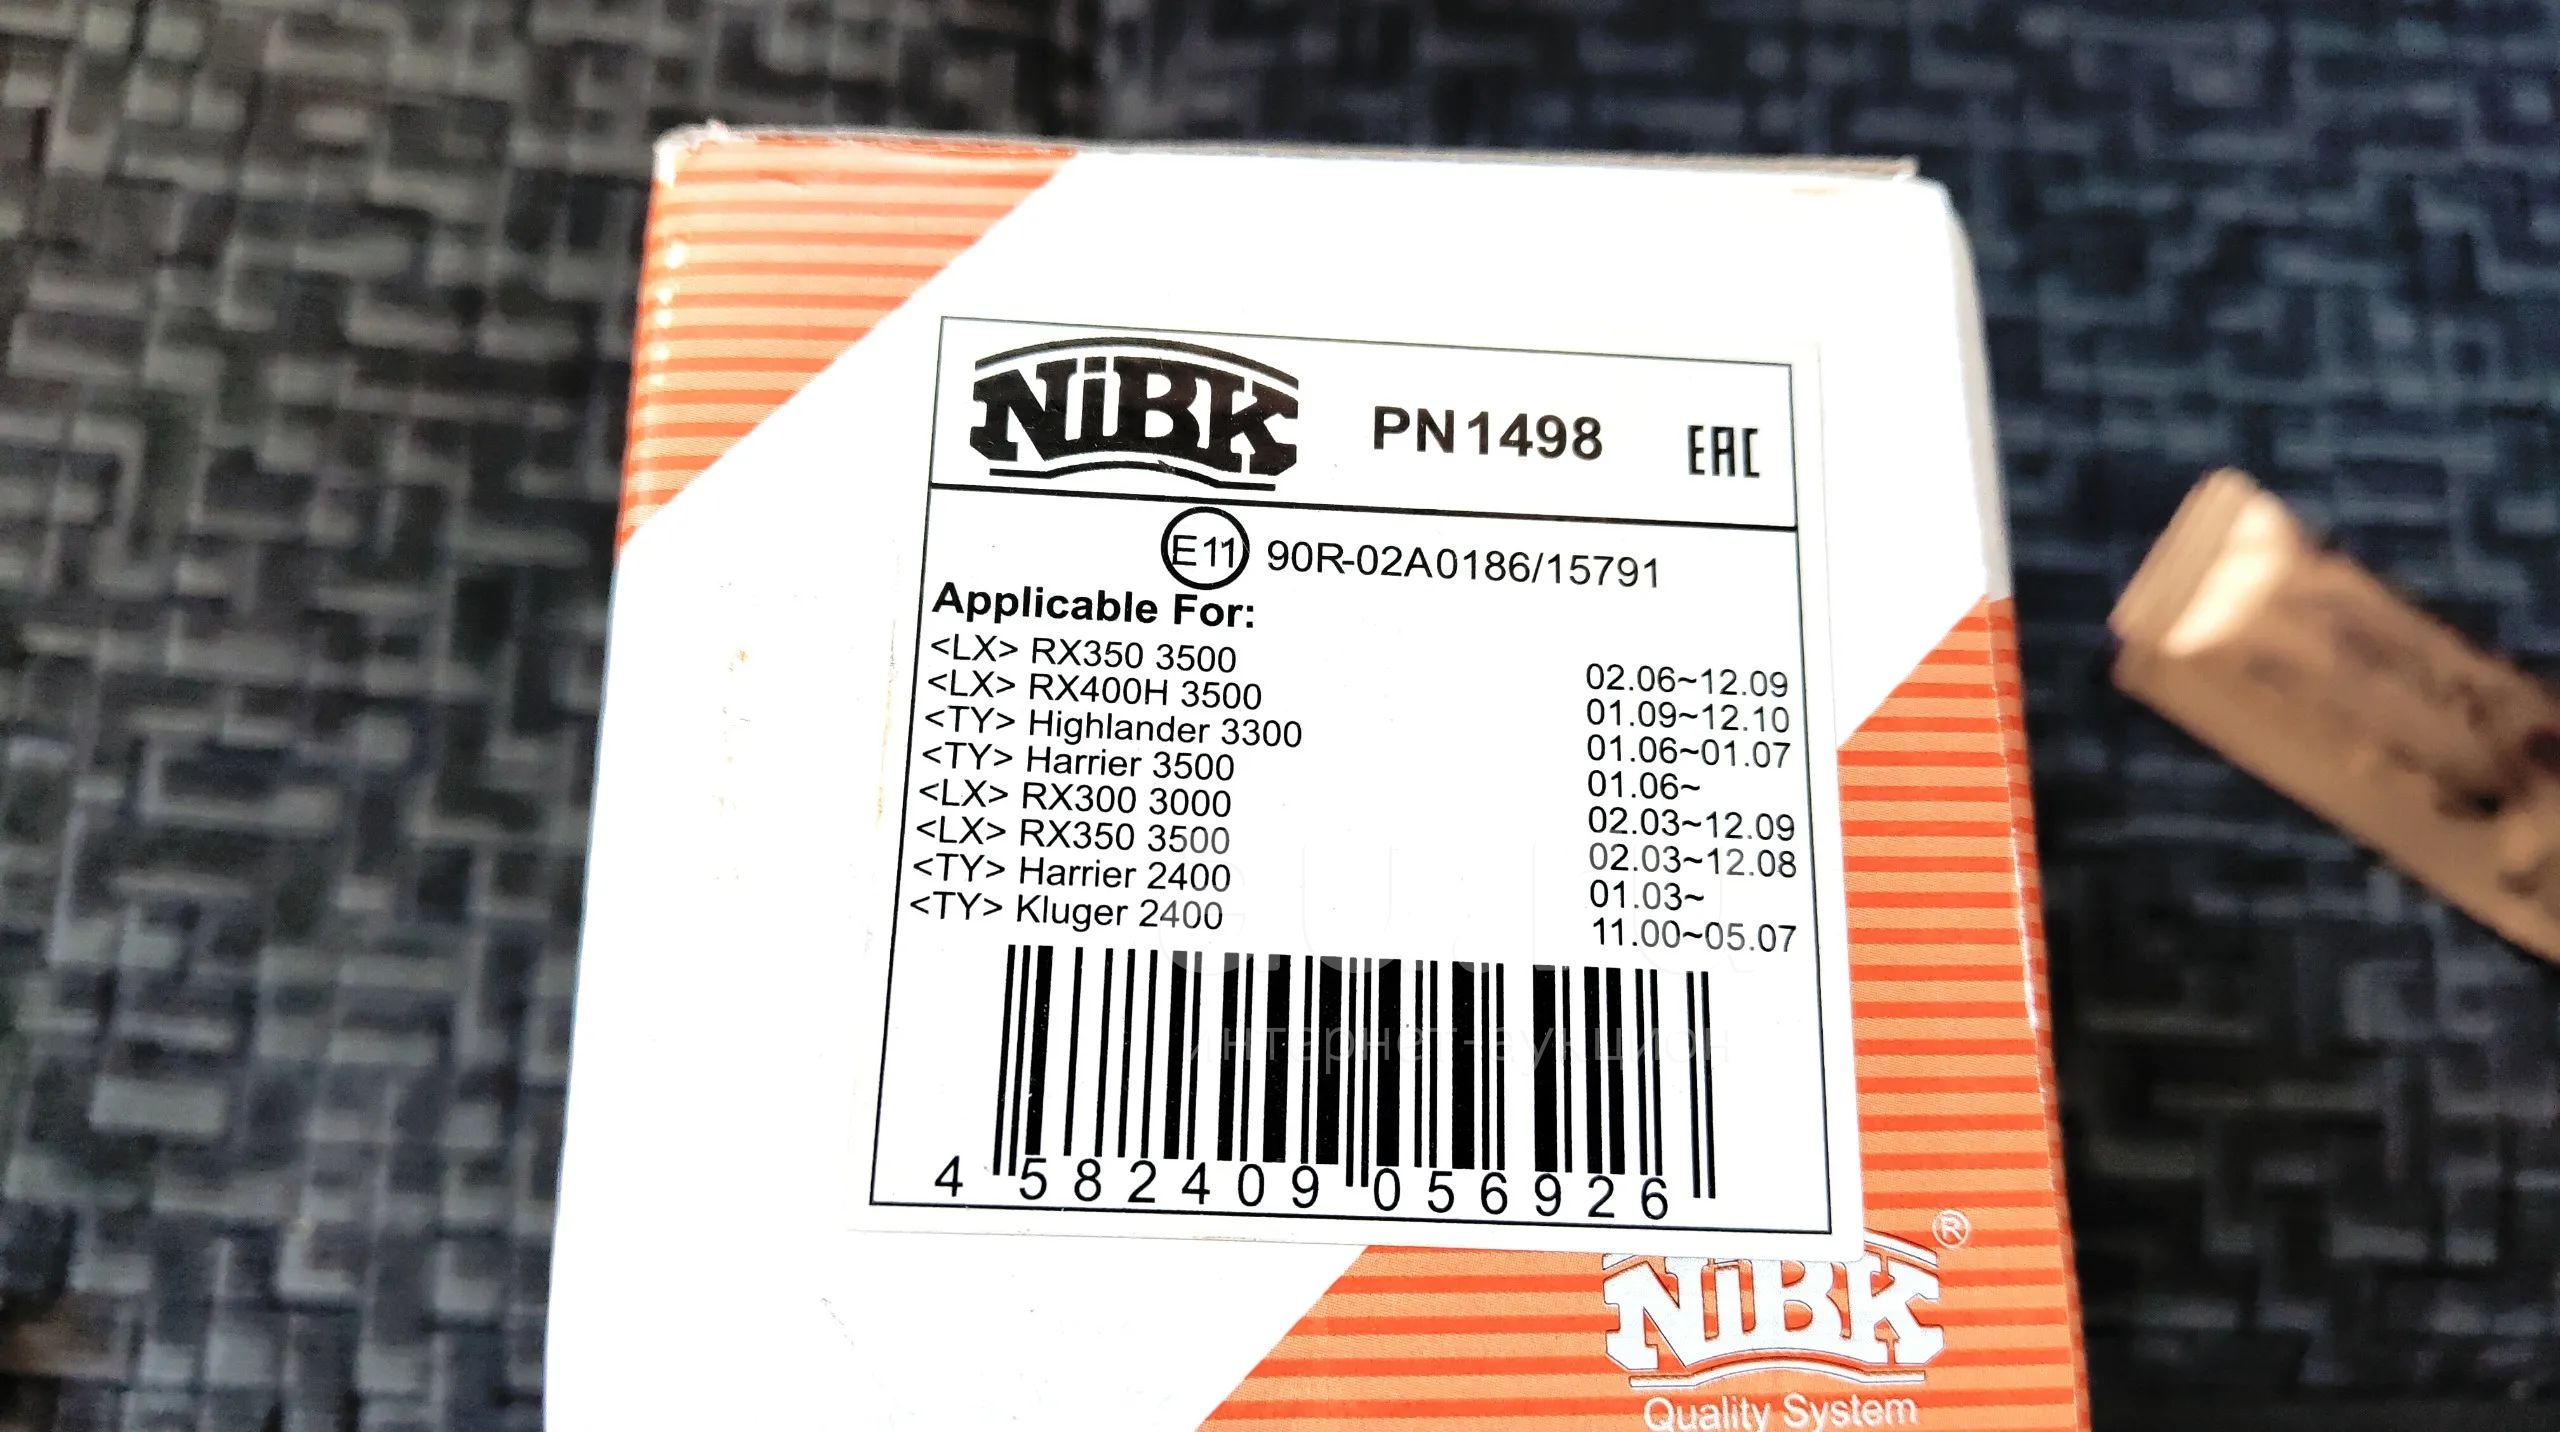 NiBK PN1498 EAC
E11 90R-02A0186/15791
Applicable For:
<LX> RX350 3500 02.06~12.09
<LX> RX400H 3500 01.09~12.10
<TY> Highlander 3300 01.06~01.07
<TY> Harrier 3500 01.06~
<LX> RX300 3000 02.03~12.09
<LX> RX350 3500 02.03~12.08
<TY> Harrier 2400 01.03~
<TY> Kluger 2400 11.00~05.07
интернет-аукцион
4 582409 056926
NiBK ®
Quality System